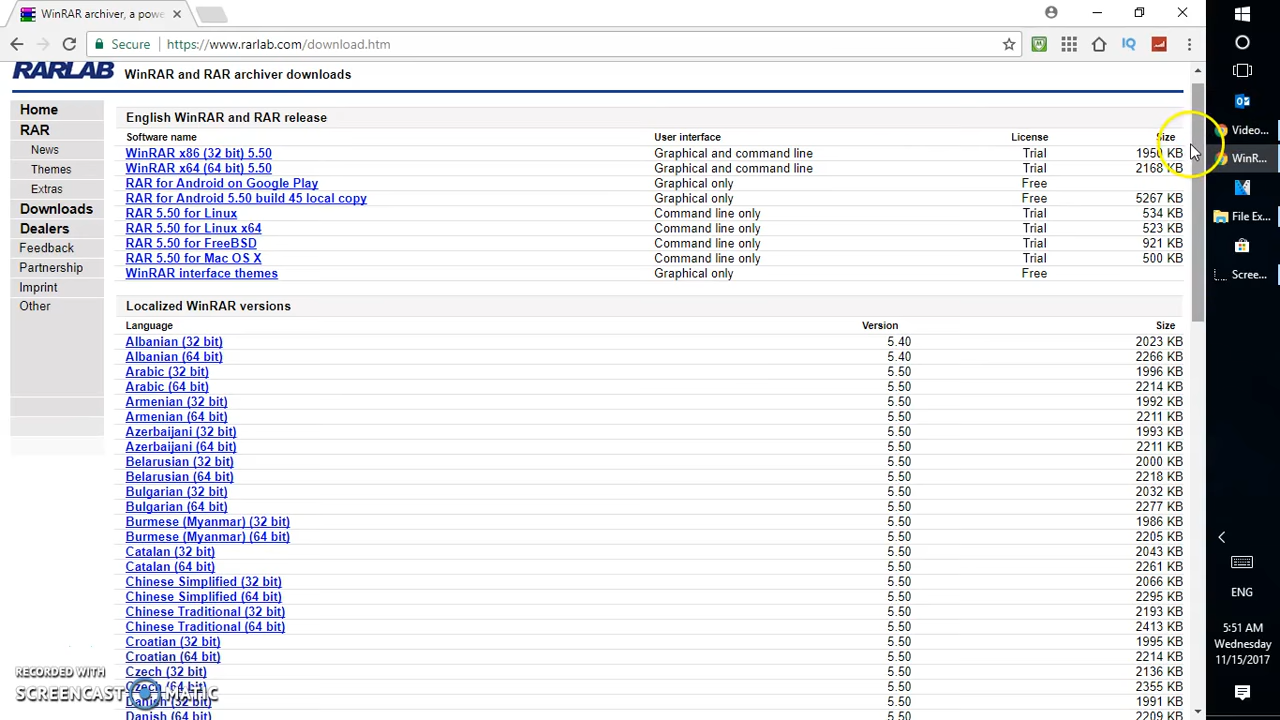 WinRAR archiver, a powe
Secure https://www.rarlab.com/download.htm
RARLAB WinRAR and RAR archiver downloads
Home
RAR
News
Themes
Extras
Downloads
Dealers
Feedback
Partnership
Imprint
Other
English WinRAR and RAR release
Software name User interface License Size
WinRAR x86 (32 bit) 5.50 Graphical and command line Trial 1950 KB
WinRAR x64 (64 bit) 5.50 Graphical and command line Trial 2168 KB
RAR for Android on Google Play Graphical only Free
RAR for Android 5.50 build 45 local copy Graphical only Free 5267 KB
RAR 5.50 for Linux Command line only Trial 534 KB
RAR 5.50 for Linux x64 Command line only Trial 523 KB
RAR 5.50 for FreeBSD Command line only Trial 921 KB
RAR 5.50 for Mac OS X Command line only Trial 500 KB
WinRAR interface themes Graphical only Free
Localized WinRAR versions
Language Version Size
Albanian (32 bit) 5.40 2023 KB
Albanian (64 bit) 5.40 2266 KB
Arabic (32 bit) 5.50 1996 KB
Arabic (64 bit) 5.50 2214 KB
Armenian (32 bit) 5.50 1992 KB
Armenian (64 bit) 5.50 2211 KB
Azerbaijani (32 bit) 5.50 1993 KB
Azerbaijani (64 bit) 5.50 2211 KB
Belarusian (32 bit) 5.50 2000 KB
Belarusian (64 bit) 5.50 2218 KB
Bulgarian (32 bit) 5.50 2032 KB
Bulgarian (64 bit) 5.50 2277 KB
Burmese (Myanmar) (32 bit) 5.50 1986 KB
Burmese (Myanmar) (64 bit) 5.50 2205 KB
Catalan (32 bit) 5.50 2043 KB
Catalan (64 bit) 5.50 2261 KB
Chinese Simplified (32 bit) 5.50 2066 KB
Chinese Simplified (64 bit) 5.50 2295 KB
Chinese Traditional (32 bit) 5.50 2193 KB
Chinese Traditional (64 bit) 5.50 2413 KB
Croatian (32 bit) 5.50 1995 KB
Croatian (64 bit) 5.50 2214 KB
Czech (32 bit) 5.50 2136 KB
Czech (64 bit) 5.50 2355 KB
Danish (32 bit) 5.50 1991 KB
Danish (64 bit) 5.50 2209 KB
Video...
WinR...
File Ex...
Scree...
ENG
5:51 AM
Wednesday
11/15/2017
RECORDED WITH
SCREENCAST MATIC